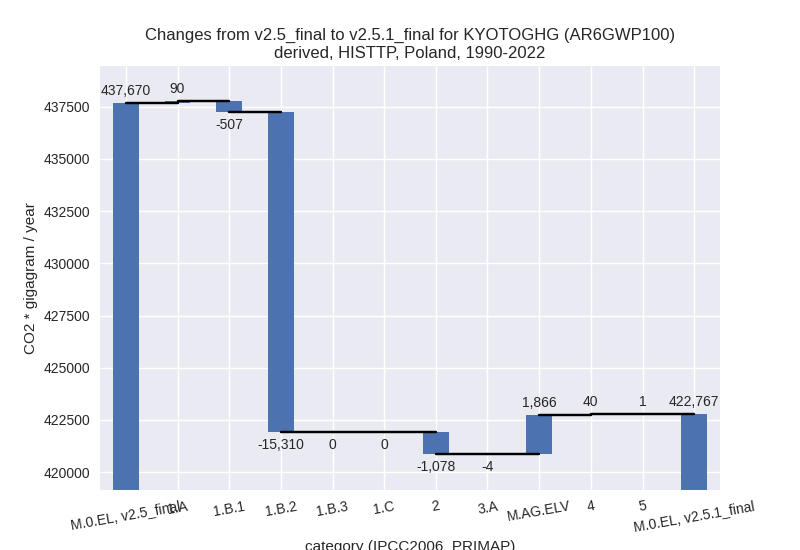 Changes from v2.5_final to v2.5.1_final for KYOTOGHG (AR6GWP100)
derived, HISTTP, Poland, 1990-2022
437,670
90
-507
-15,310
0
0
-1,078
-4
1,866
40
1
422,767
437500
435000
432500
430000
427500
425000
422500
420000
CO2 * gigagram / year
M.0.EL, v2.5_final
1.A
1.B.1
1.B.2
1.B.3
1.C
2
3.A
M.AG.ELV
4
5
M.0.EL, v2.5.1_final
category (IPCC2006_PRIMAP)